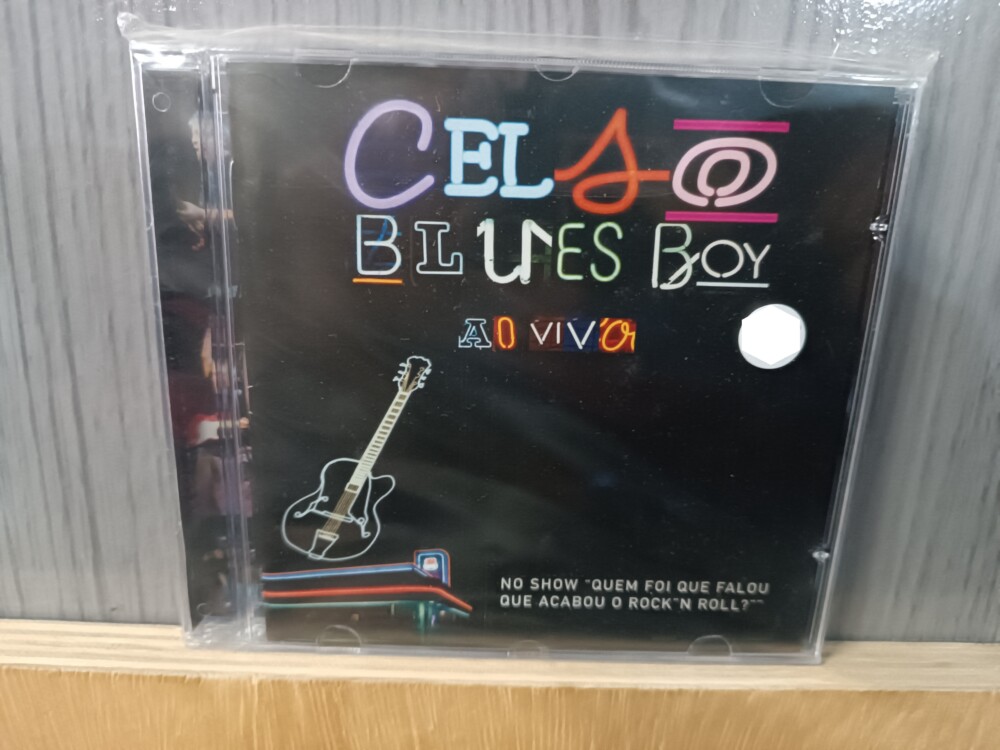 CELSO
BLUES BOY
AO VIVO
NO SHOW "QUEM FOI QUE FALOU
QUE ACABOU O ROCK'N ROLL?"